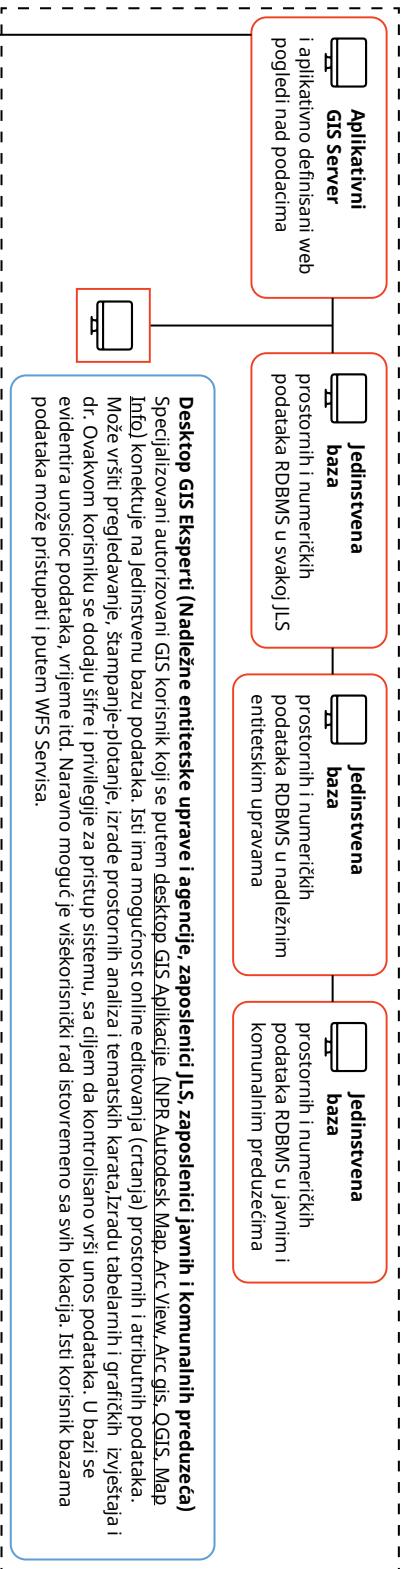 Aplikativni
GIS Server
i aplikativno definisani web
pogledi nad podacima
Jedinstvena
baza
prostornih i numeričkih
podataka RDBMS u svakoj JLS
Jedinstvena
baza
prostornih i numeričkih
podataka RDBMS u nadležnim
entitetskim upravama
Jedinstvena
baza
prostornih i numeričkih
podataka RDBMS u javnim i
komunalnim preduzećima
Desktop GIS Eksperti (Nadležne entitetske uprave i agencije, zaposlenici JLS, zaposlenici javnih i komunalnih preduzeća)
Specijalizovani autorizovani GIS korisnik koji se putem desktop GIS Aplikacije (NPR Autodesk Map, Arc View, Arc gis, QGIS, Map
Info) konektuje na Jedinstvenu bazu podataka. Isti ima mogućnost online editovanja (crtanja) prostornih i atributnih podataka.
Može vršiti pregledavanje, štampanje-plotanje, izrade prostornih analiza i tematskih karata,Izradu tabelarnih i grafičkih izvještaja i
dr. Ovakvom korisniku se dodaju šifre i privilegije za pristup sistemu, sa ciljem da kontrolisano vrši unos podataka. U bazi se
evidentira unosioc podataka, vrijeme itd. Naravno moguć je višekorisnički rad istovremeno sa svih lokacija. Isti korisnik bazama
podataka može pristupati i putem WFS Servisa.